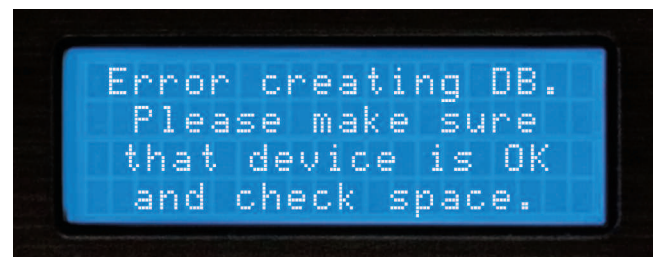 Error creating DB.
Please make sure
that device is OK
and check space.